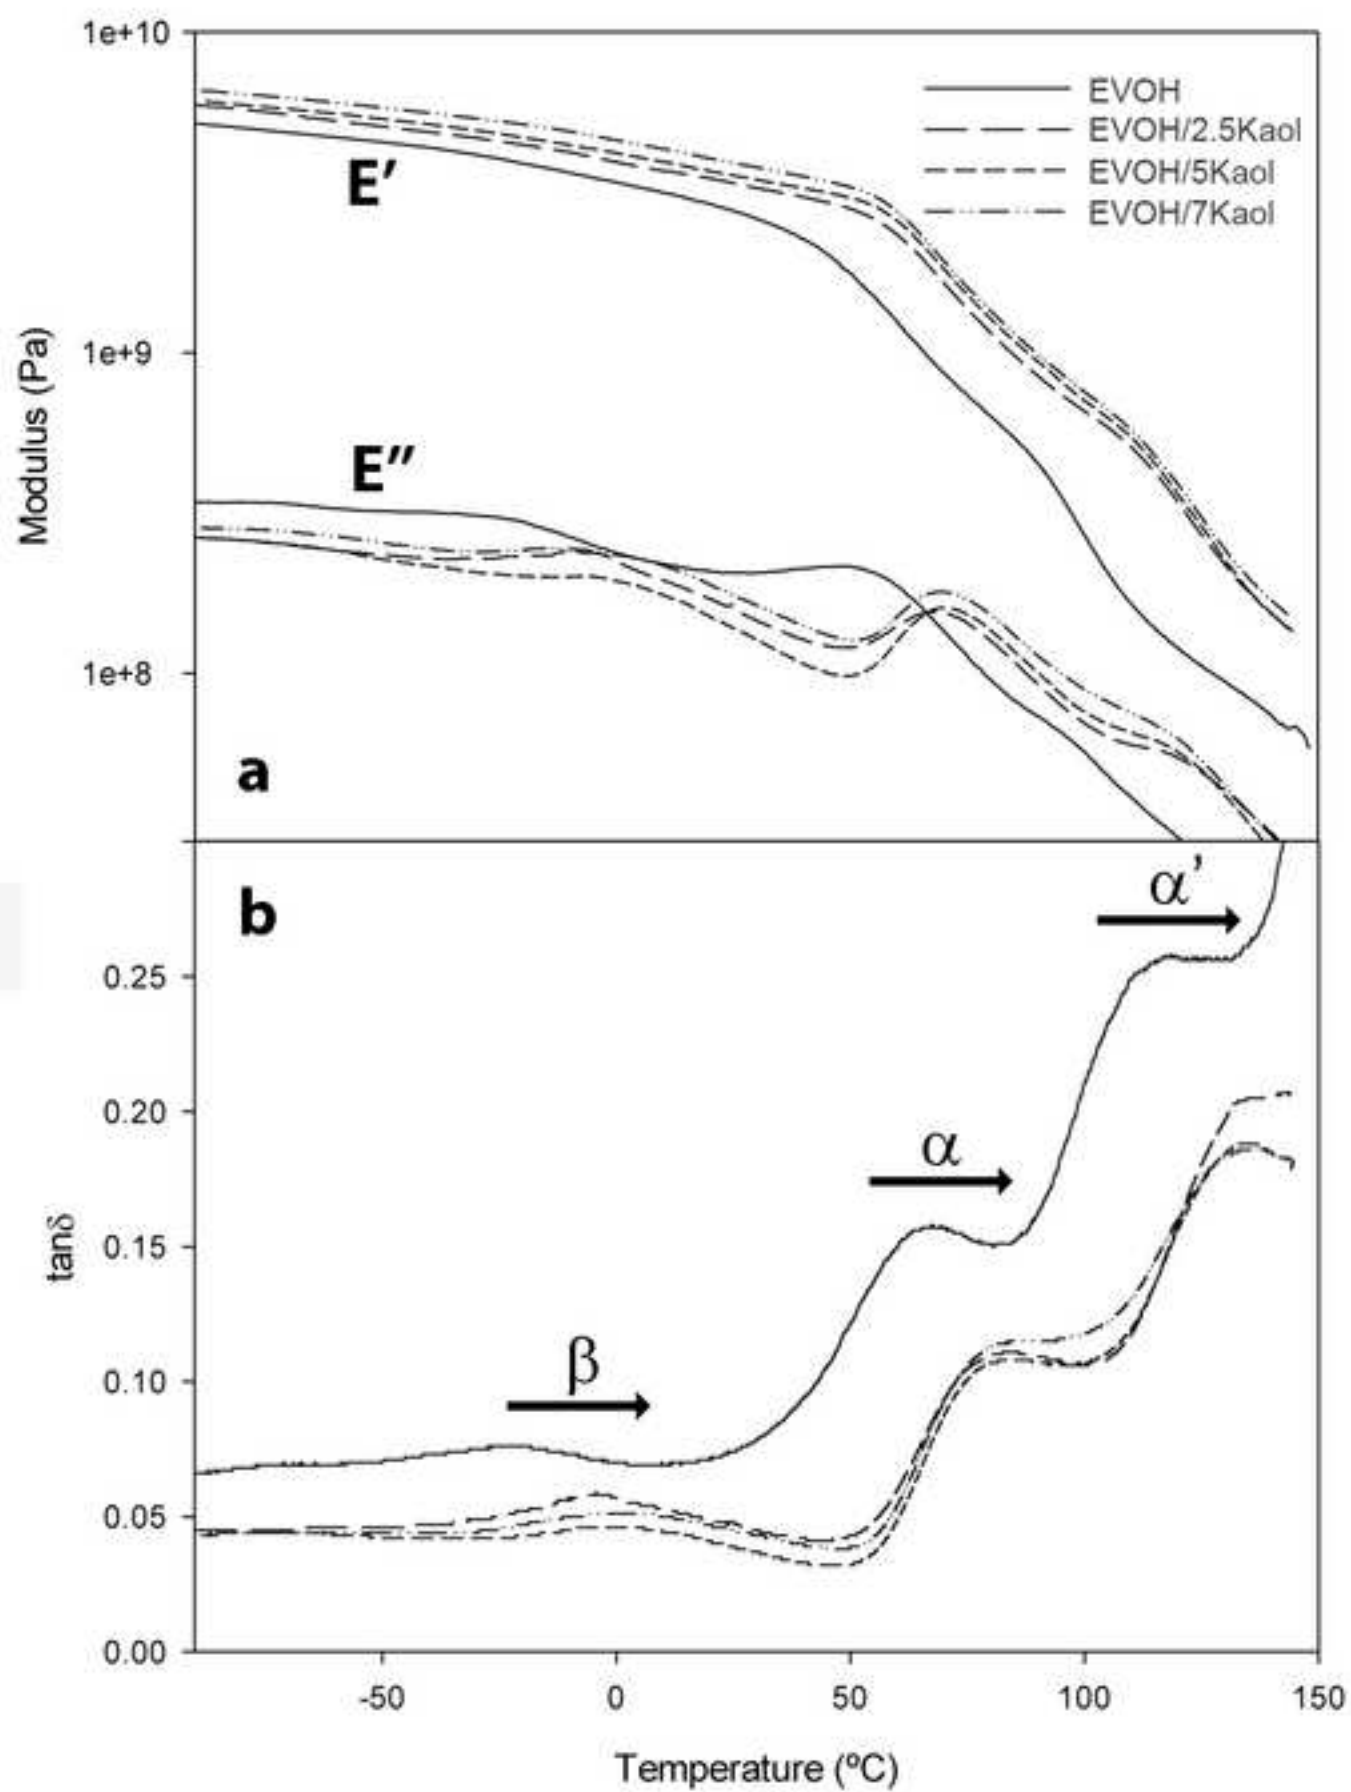 1e+10
EVOH
EVOH/2.5Kaol
EVOH/5Kaol
EVOH/7Kaol
E′
1e+9
Modulus (Pa)
E″
1e+8
a
b
α’
0.25
0.20
α
0.15
tanδ
β
0.10
0.05
0.00
-50 0 50 100 150
Temperature (ºC)